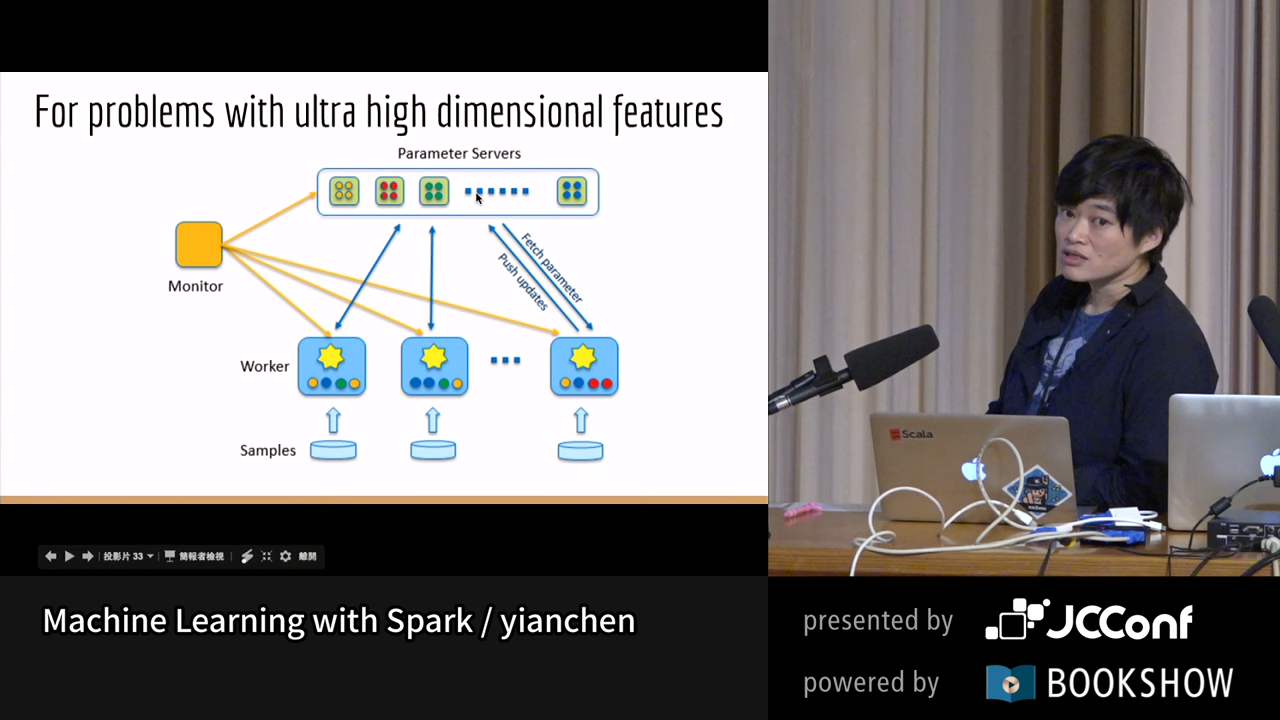 For problems with ultra high dimensional features
Parameter Servers
Fetch parameter
Push updates
Monitor
Worker
Samples
投影片 33
簡報者檢視
離開
Scala
Machine Learning with Spark / yianchen
presented by
JCConf
powered by
BOOKSHOW